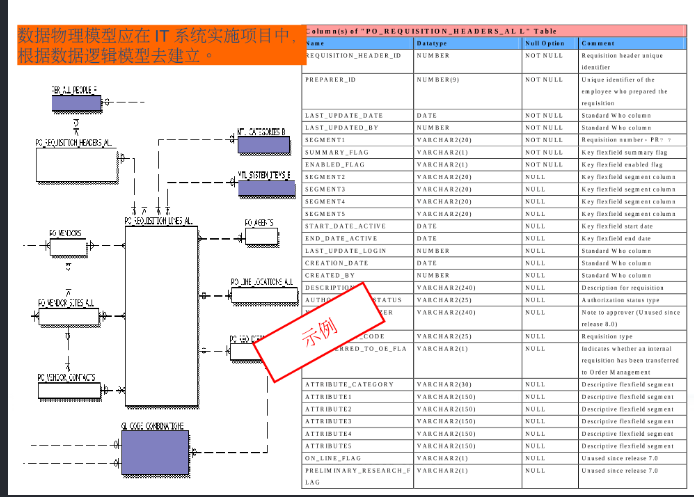 数据物理模型应在 IT 系统实施项目中，
根据数据逻辑模型去建立。
PER_ALL_PEOPLE_F
PO_REQUISITION_HEADERS_AL
MTL_CATEGORIES_B
MTL_SYSTEM_ITEMS_B
PO_REQUISITION_LINES_ALL
PO_VENDORS
PO_AGENTS
PO_VENDOR_SITES_ALL
PO_LINE_LOCATIONS_ALL
PO_VENDOR_CONTACTS
GL_CODE_COMBINATIONS
示例
Column(s) of "PO_REQUISITION_HEADERS_ALL" Table
Name Datatype Null Option Comment
REQUISITION_HEADER_ID NUMBER NOT NULL Requisition header unique
identifier
PREPARER_ID NUMBER(9) NOT NULL Unique identifier of the
employee who prepared the
requisition
LAST_UPDATE_DATE DATE NOT NULL Standard Who column
LAST_UPDATED_BY NUMBER NOT NULL Standard Who column
SEGMENT1 VARCHAR2(20) NOT NULL Requisition number - PR? ?
SUMMARY_FLAG VARCHAR2(1) NOT NULL Key flexfield summary flag
ENABLED_FLAG VARCHAR2(1) NOT NULL Key flexfield enabled flag
SEGMENT2 VARCHAR2(20) NULL Key flexfield segment column
SEGMENT3 VARCHAR2(20) NULL Key flexfield segment column
SEGMENT4 VARCHAR2(20) NULL Key flexfield segment column
SEGMENT5 VARCHAR2(20) NULL Key flexfield segment column
START_DATE_ACTIVE DATE NULL Key flexfield start date
END_DATE_ACTIVE DATE NULL Key flexfield end date
LAST_UPDATE_LOGIN NUMBER NULL Standard Who column
CREATION_DATE DATE NULL Standard Who column
CREATED_BY NUMBER NULL Standard Who column
DESCRIPTION VARCHAR2(240) NULL Description for requisition
AUTHO STATUS VARCHAR2(25) NULL Authorization status type
ZER VARCHAR2(240) NULL Note to approver (Unused since
release 8.0)
CODE VARCHAR2(25) NULL Requisition type
ERRED_TO_OE_FLA VARCHAR2(1) NULL Indicates whether an internal
requisition has been transferred
to Order Management
ATTRIBUTE_CATEGORY VARCHAR2(30) NULL Descriptive flexfield segment
ATTRIBUTE1 VARCHAR2(150) NULL Descriptive flexfield segment
ATTRIBUTE2 VARCHAR2(150) NULL Descriptive flexfield segment
ATTRIBUTE3 VARCHAR2(150) NULL Descriptive flexfield segment
ATTRIBUTE4 VARCHAR2(150) NULL Descriptive flexfield segment
ATTRIBUTE5 VARCHAR2(150) NULL Descriptive flexfield segment
ON_LINE_FLAG VARCHAR2(1) NULL Unused since release 7.0
PRELIMINARY_RESEARCH_F VARCHAR2(1) NULL Unused since release 7.0
LAG